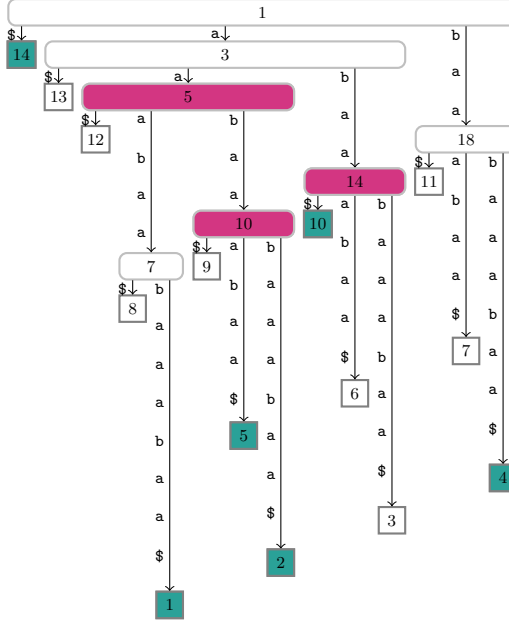 1
$ a b
14 3
$ a b a
13 5
$ a b a a
12 18
b a a $ a b
14 11
a a $ a b b a
10 10
a $ a b b a a a
7 9
$ b b a a a a a
8
a a a a a $ b
7
a a a $ b a
6
a $ b a a
b 5 a a $
a a $ 4
a $ 3
$ 2
1